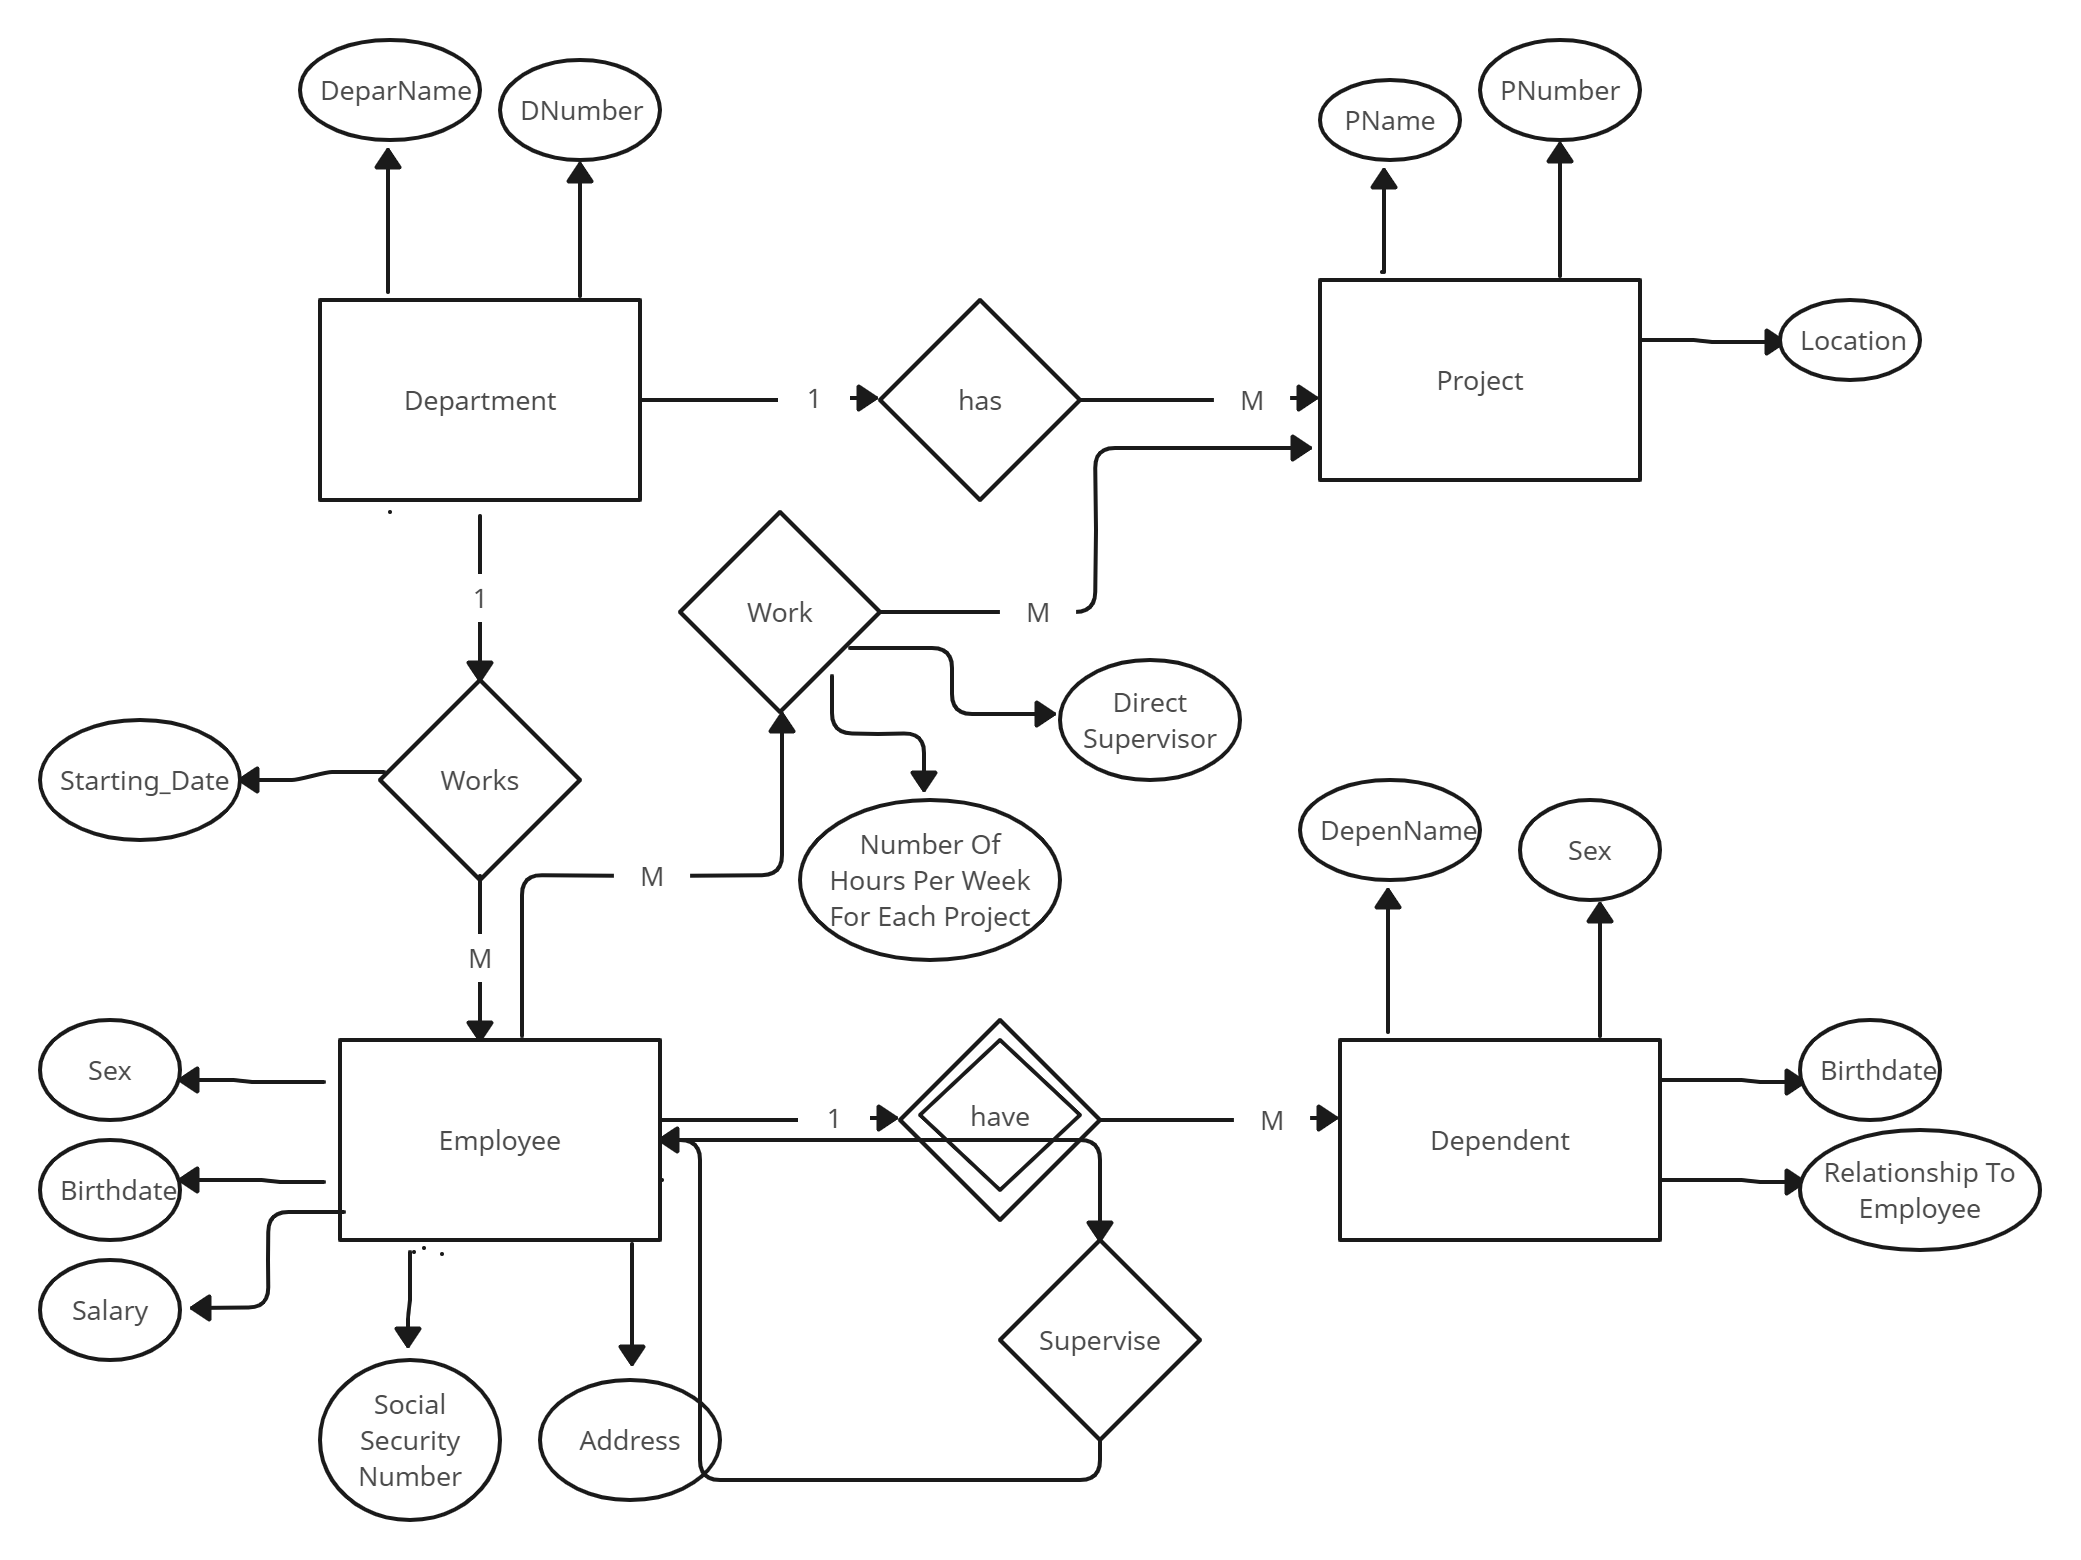 DeparName
DNumber
PName
PNumber
Department
1
has
M
Project
Location
1
Work
M
Direct
Supervisor
Starting_Date
Works
M
Number Of
Hours Per Week
For Each Project
DepenName
Sex
M
Sex
Birthdate
Salary
Employee
1
have
M
Dependent
Birthdate
Relationship To
Employee
Supervise
Social
Security
Number
Address